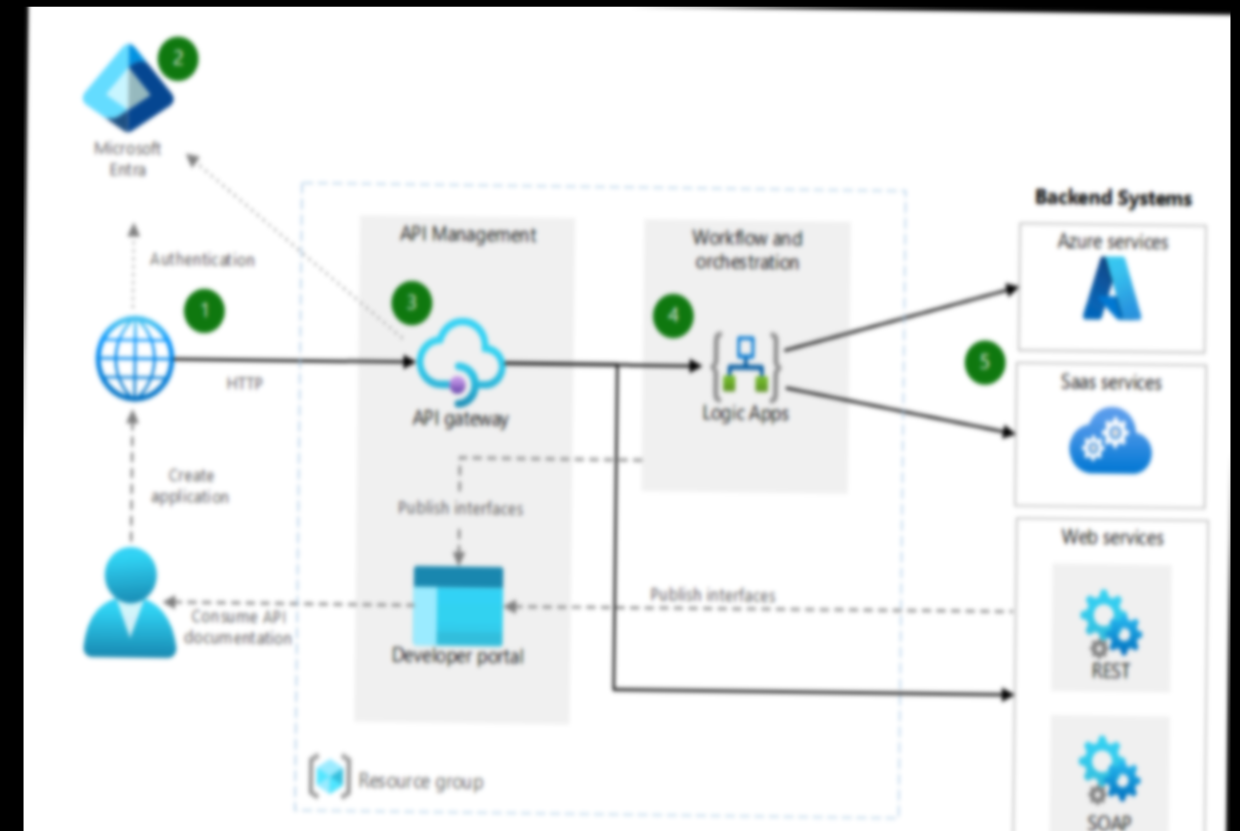 2
Microsoft
Entra
Backend Systems
API Management
Workflow and
orchestration
Azure services
Authentication
1
3
4
5
HTTP
API gateway
Logic Apps
Saas services
Create
application
Publish interfaces
Web services
Publish interfaces
Consume API
documentation
Developer portal
REST
Resource group
SOAP